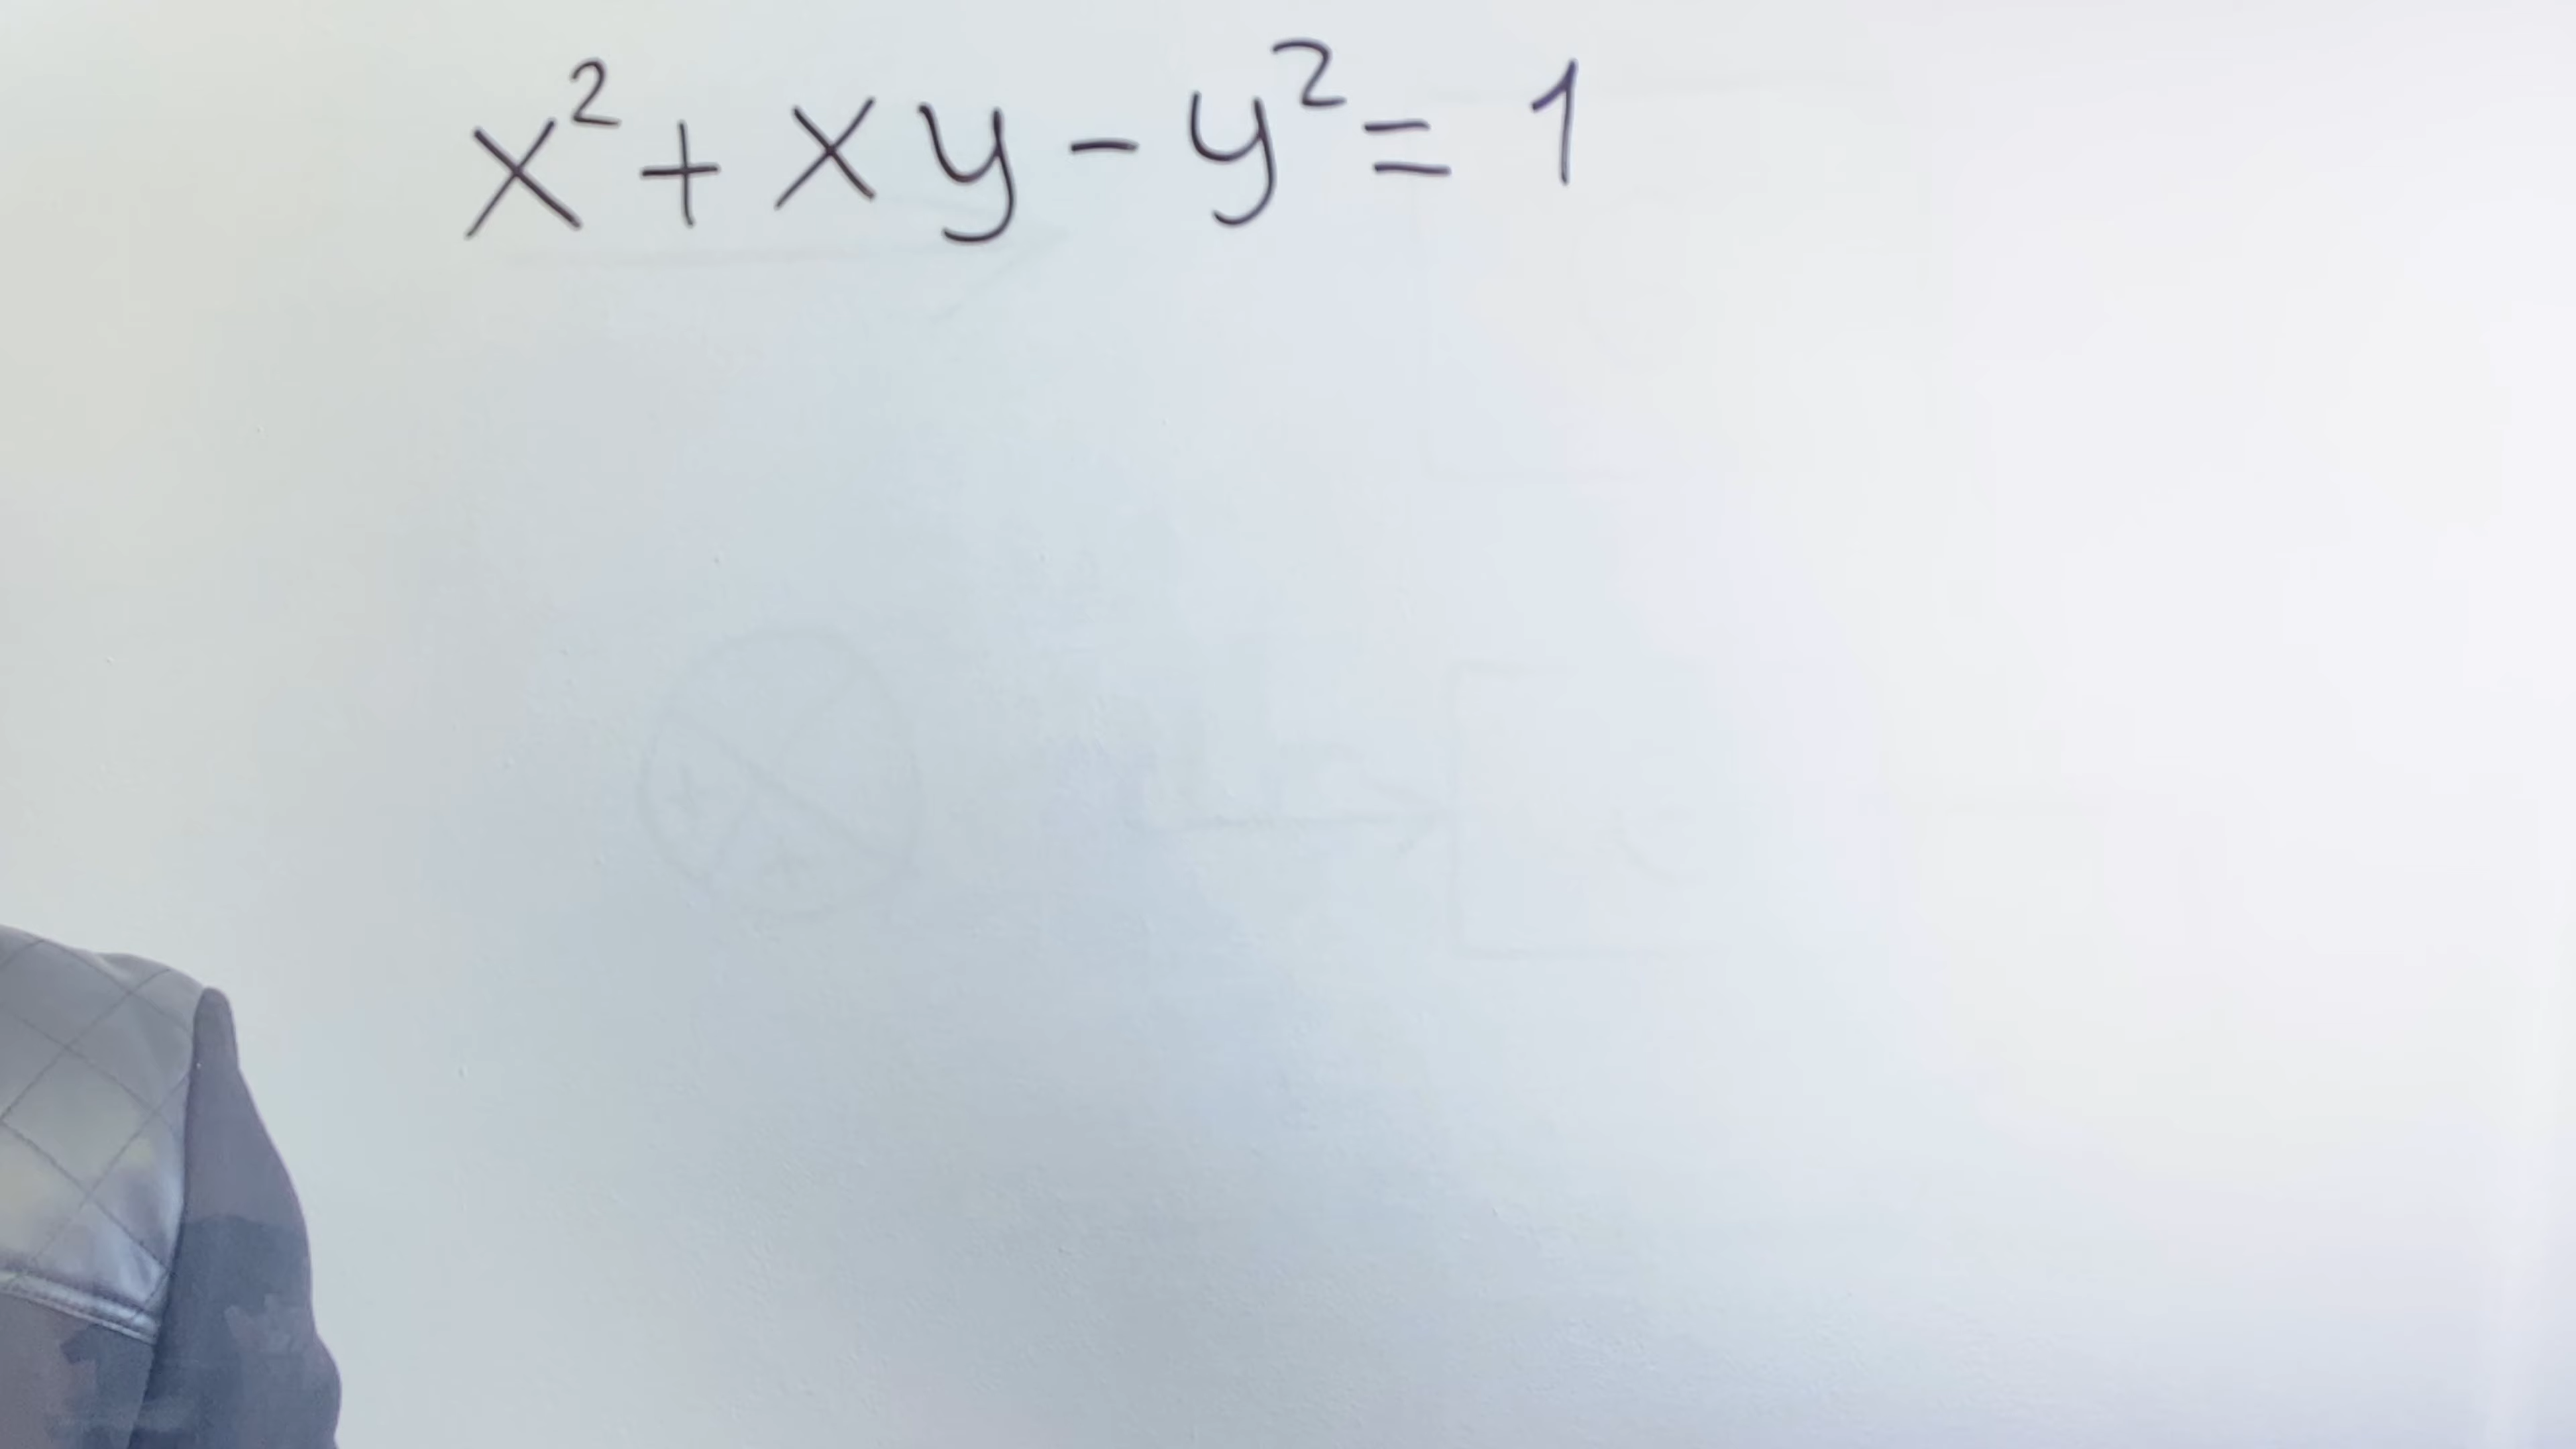 x² + xy - y² = 1